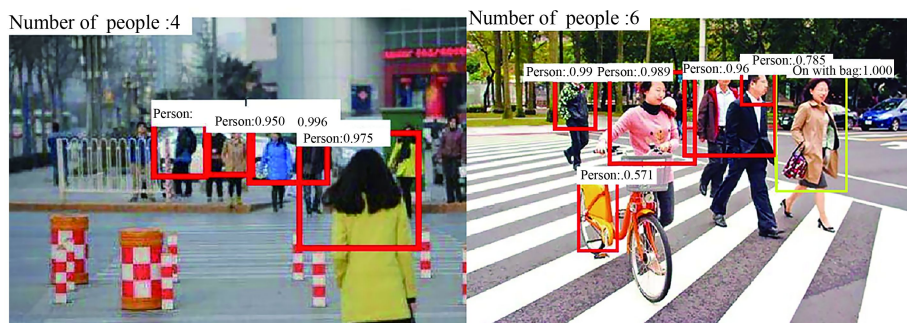 Number of people :4
Person:
Person:0.950
0.996
Person:0.975
Number of people :6
Person:.0.99
Person:.0.989
Person:.0.96
Person:.0.785
On with bag:1.000
Person:.0.571